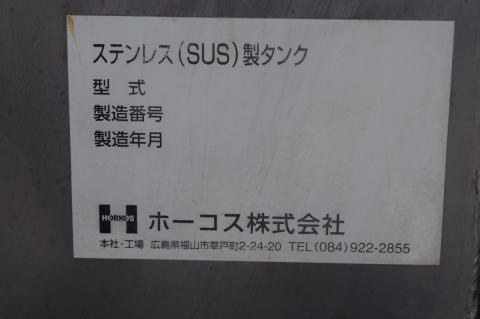 ステンレス(SUS)製タンク
型 式
製造番号
製造年月
HORKOS ホーコス株式会社
本社・工場 広島県福山市草戸町2-24-20 TEL(084)922-2855